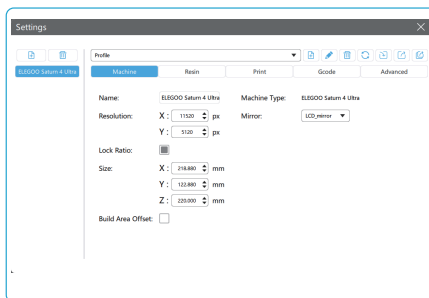 Settings
Profile
ELEGOO Saturn 4 Ultra
Machine Resin Print Gcode Advanced
Name: ELEGOO Saturn 4 Ultra Machine Type: ELEGOO Saturn 4 Ultra
Resolution: X : 11520 px Mirror: LCD_mirror
Y : 5120 px
Lock Ratio:
Size: X : 218.880 mm
Y : 122.880 mm
Z : 220.000 mm
Build Area Offset: